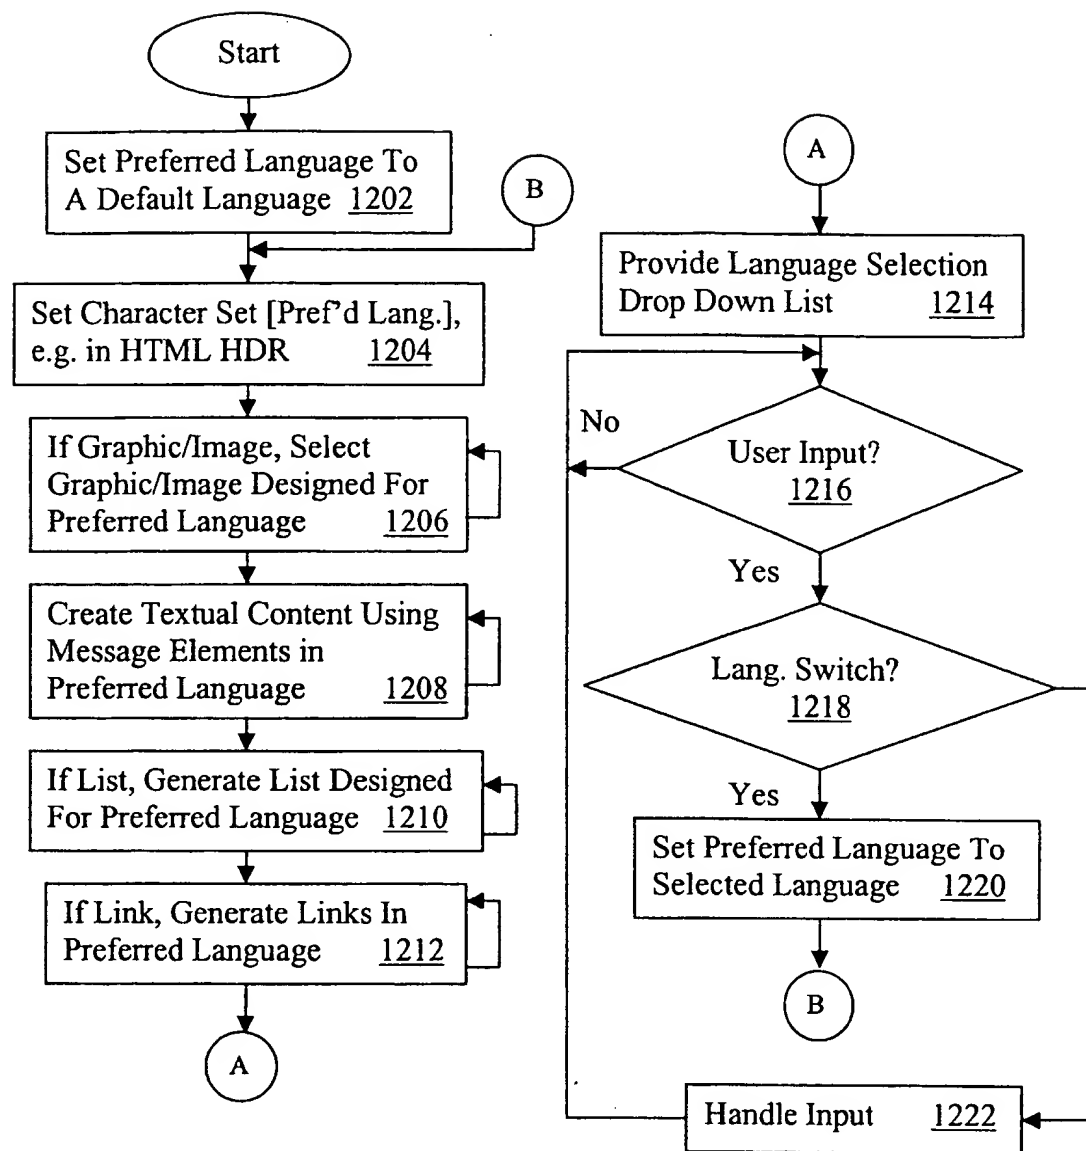 Start
Set Preferred Language To
A Default Language 1202
B
Set Character Set [Pref'd Lang.],
e.g. in HTML HDR 1204
If Graphic/Image, Select
Graphic/Image Designed For
Preferred Language 1206
Create Textual Content Using
Message Elements in
Preferred Language 1208
If List, Generate List Designed
For Preferred Language 1210
If Link, Generate Links In
Preferred Language 1212
A
A
Provide Language Selection
Drop Down List 1214
No
User Input?
1216
Yes
Lang. Switch?
1218
Yes
Set Preferred Language To
Selected Language 1220
B
Handle Input 1222